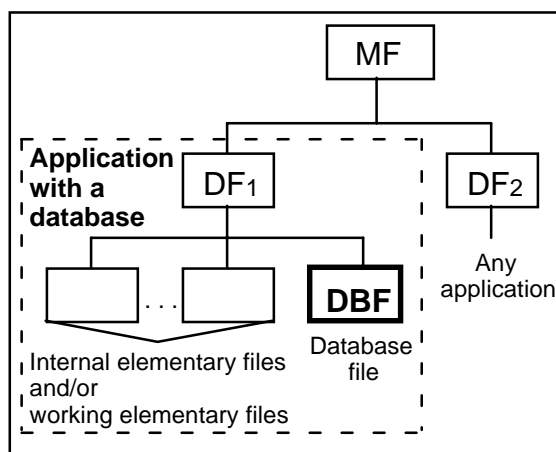 MF
Application
with a
database
DF1
DF2
Any
application
. . .
DBF
Database
file
Internal elementary files
and/or
working elementary files